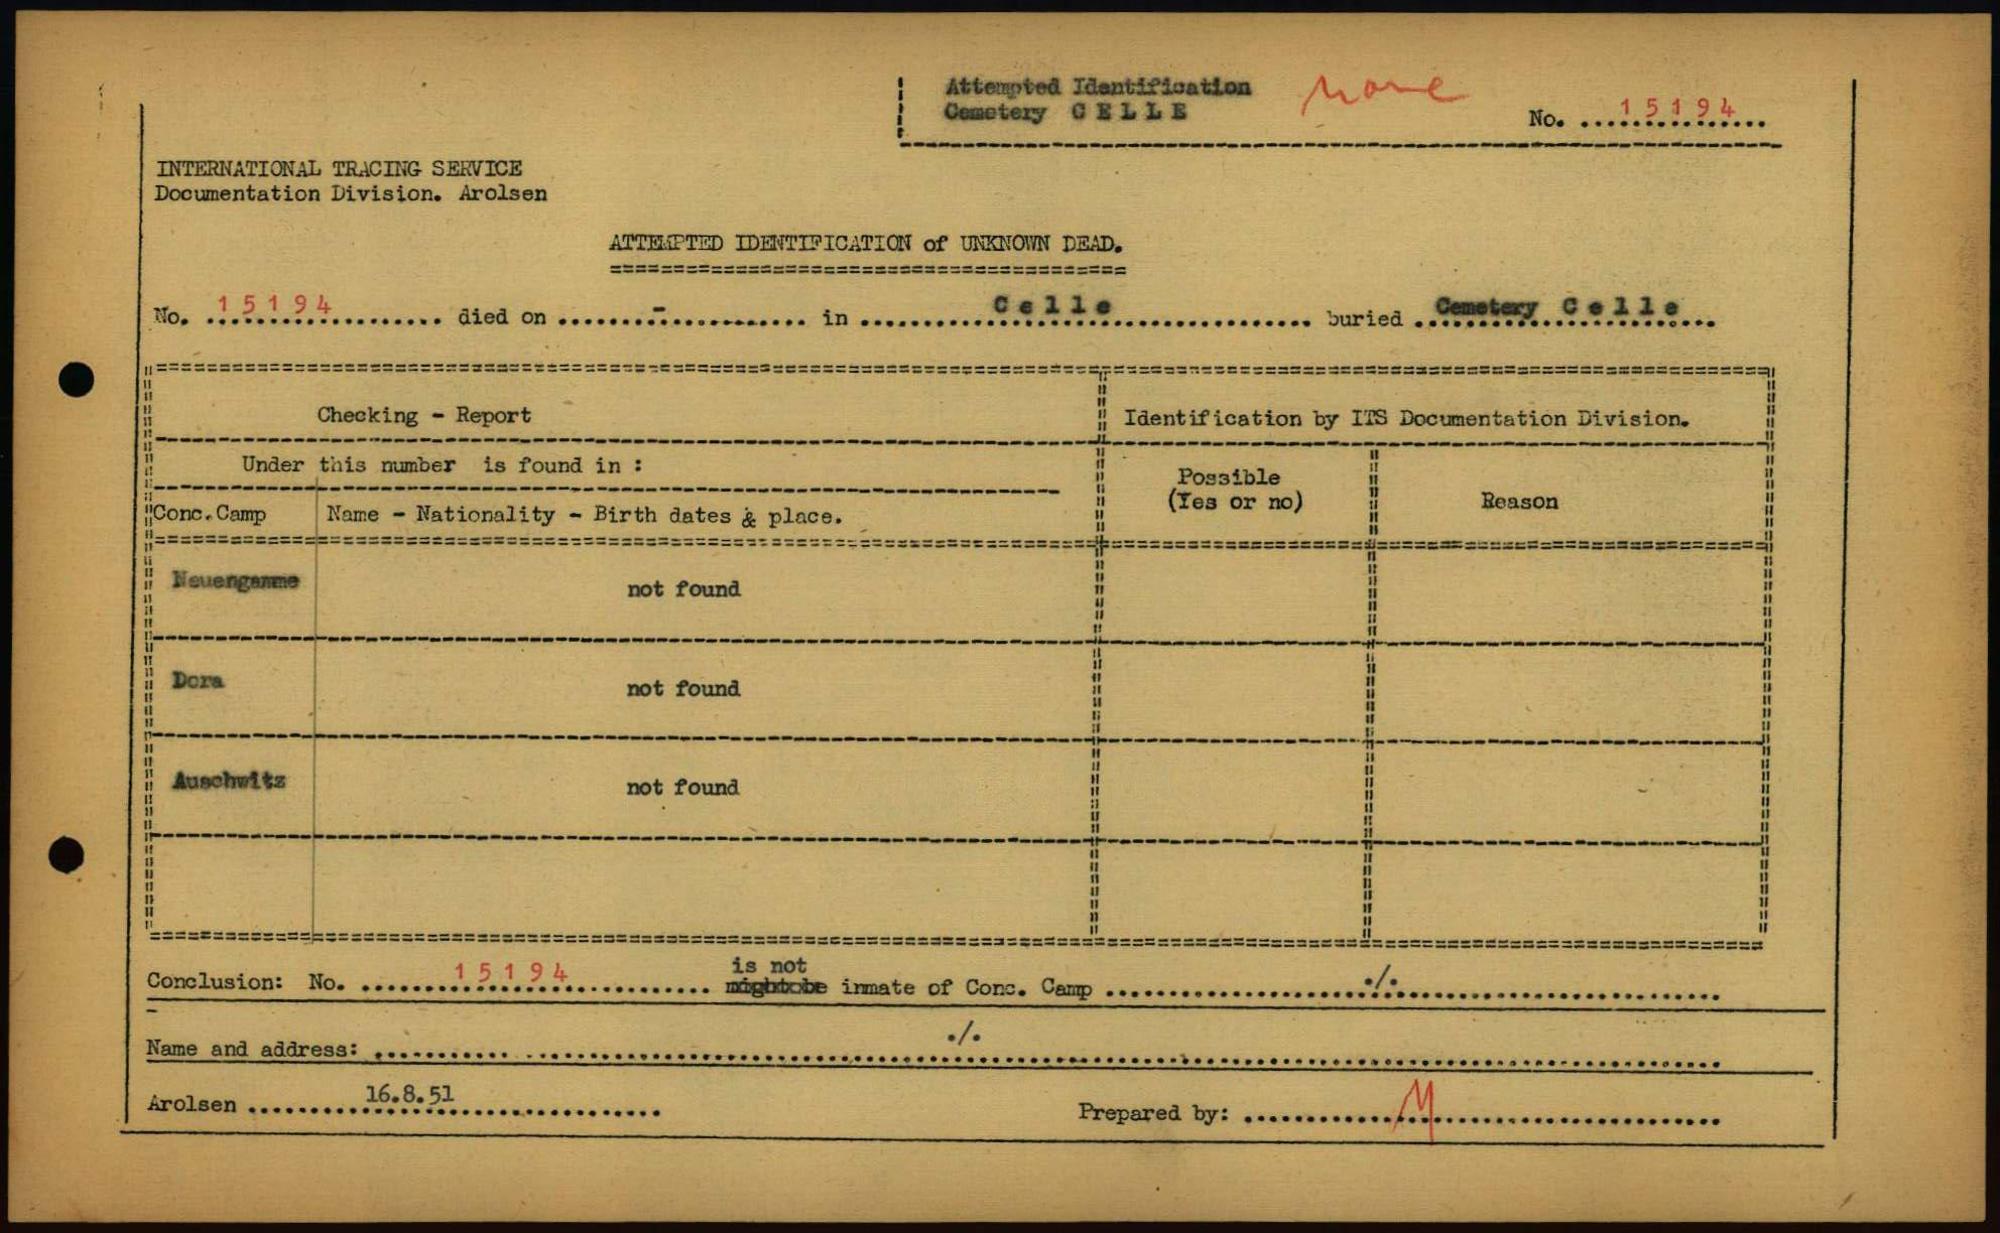 Attempted Identification none
Cemetery C E L L E
No. 15194
INTERNATIONAL TRACING SERVICE
Documentation Division. Arolsen
ATTEMPTED IDENTIFICATION of UNKNOWN DEAD.
No. 15194 died on - in Celle buried Cemetery Celle
Checking - Report
Identification by ITS Documentation Division.
Under this number is found in :
Possible
(Yes or no)
Reason
Conc.Camp Name - Nationality - Birth dates & place.
Neuengamme not found
Dora not found
Auschwitz not found
is not
Conclusion: No. 15194 inmate of Conc. Camp ./.
Name and address: ./.
Arolsen 16.8.51
Prepared by: M